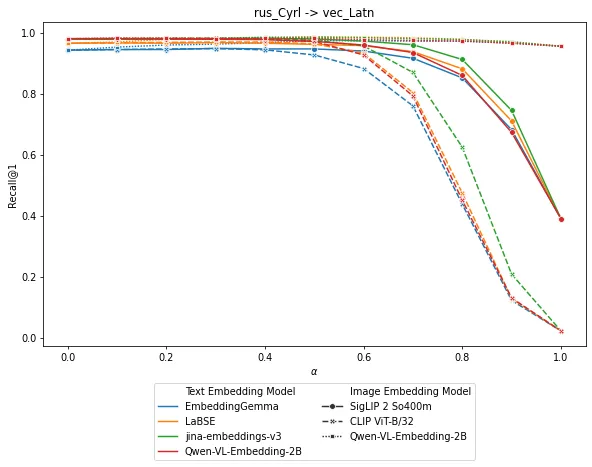 rus_Cyrl -> vec_Latn
Recall@1
1.0
0.8
0.6
0.4
0.2
0.0
0.0 0.2 0.4 0.6 0.8 1.0
α
Text Embedding Model
EmbeddingGemma
LaBSE
jina-embeddings-v3
Qwen-VL-Embedding-2B
Image Embedding Model
SigLIP 2 So400m
CLIP ViT-B/32
Qwen-VL-Embedding-2B